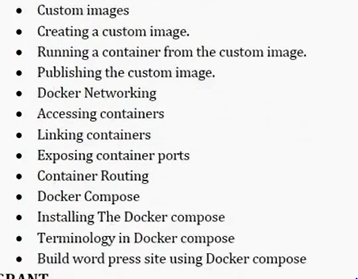 • Custom images
• Creating a custom image.
• Running a container from the custom image.
• Publishing the custom image.
• Docker Networking
• Accessing containers
• Linking containers
• Exposing container ports
• Container Routing
• Docker Compose
• Installing The Docker compose
• Terminology in Docker compose
• Build word press site using Docker compose